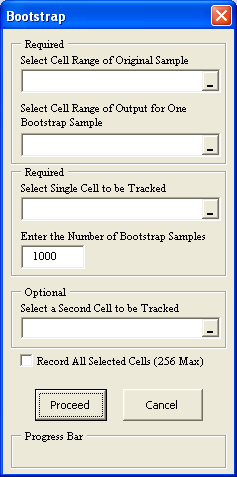 Bootstrap
Required
Select Cell Range of Original Sample
Select Cell Range of Output for One
Bootstrap Sample
Required
Select Single Cell to be Tracked
Enter the Number of Bootstrap Samples
1000
Optional
Select a Second Cell to be Tracked
Record All Selected Cells (256 Max)
Proceed
Cancel
Progress Bar